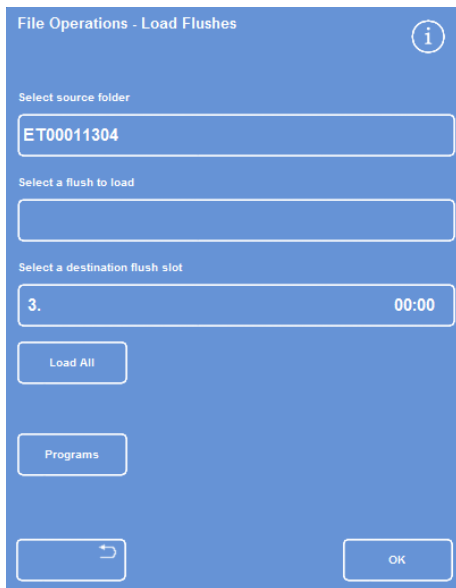 File Operations - Load Flushes
i
Select source folder
ET00011304
Select a flush to load
Select a destination flush slot
3. 00:00
Load All
Programs
OK